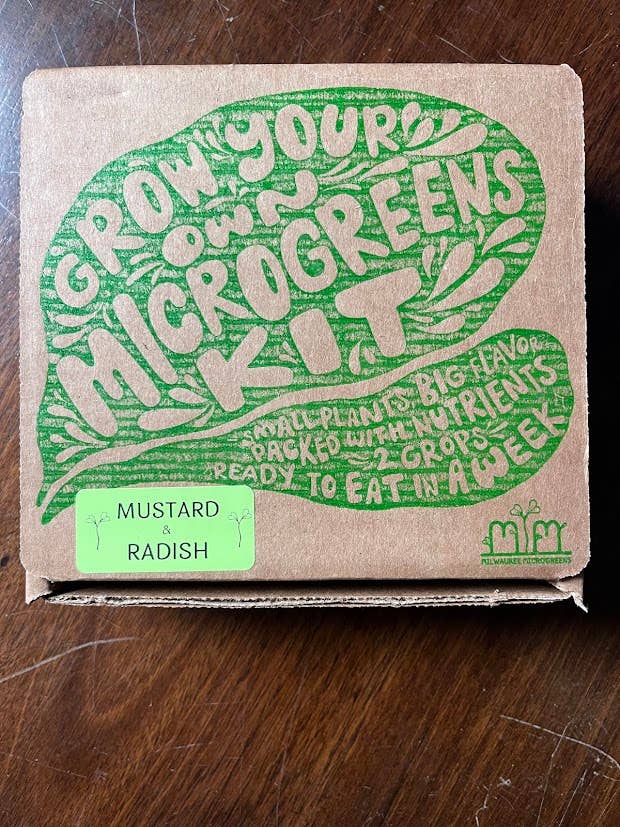 GROW YOUR
OWN
MICROGREENS
KIT
SMALL PLANTS BIG FLAVOR
PACKED WITH NUTRIENTS
2 CROPS
READY TO EAT IN A WEEK
MUSTARD
&
RADISH
MM
MILWAUKEE MICROGREENS